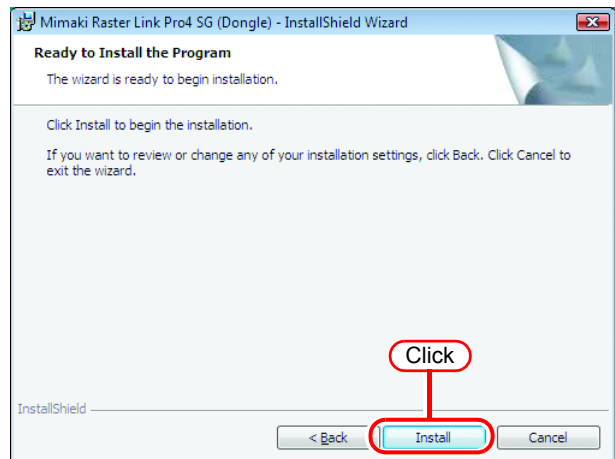 Mimaki Raster Link Pro4 SG (Dongle) - InstallShield Wizard
Ready to Install the Program
The wizard is ready to begin installation.
Click Install to begin the installation.
If you want to review or change any of your installation settings, click Back. Click Cancel to
exit the wizard.
Click
InstallShield
< Back
Install
Cancel